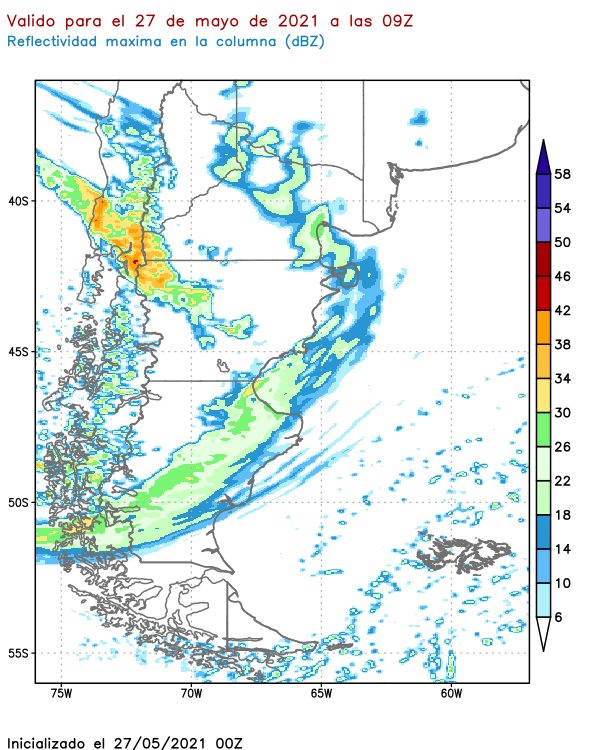 Valido para el 27 de mayo de 2021 a las 09Z
Reflectividad maxima en la columna (dBZ)
58
54
50
46
42
38
34
30
26
22
18
14
10
6
40S
45S
50S
55S
75W 70W 65W 60W
Inicializado el 27/05/2021 00Z